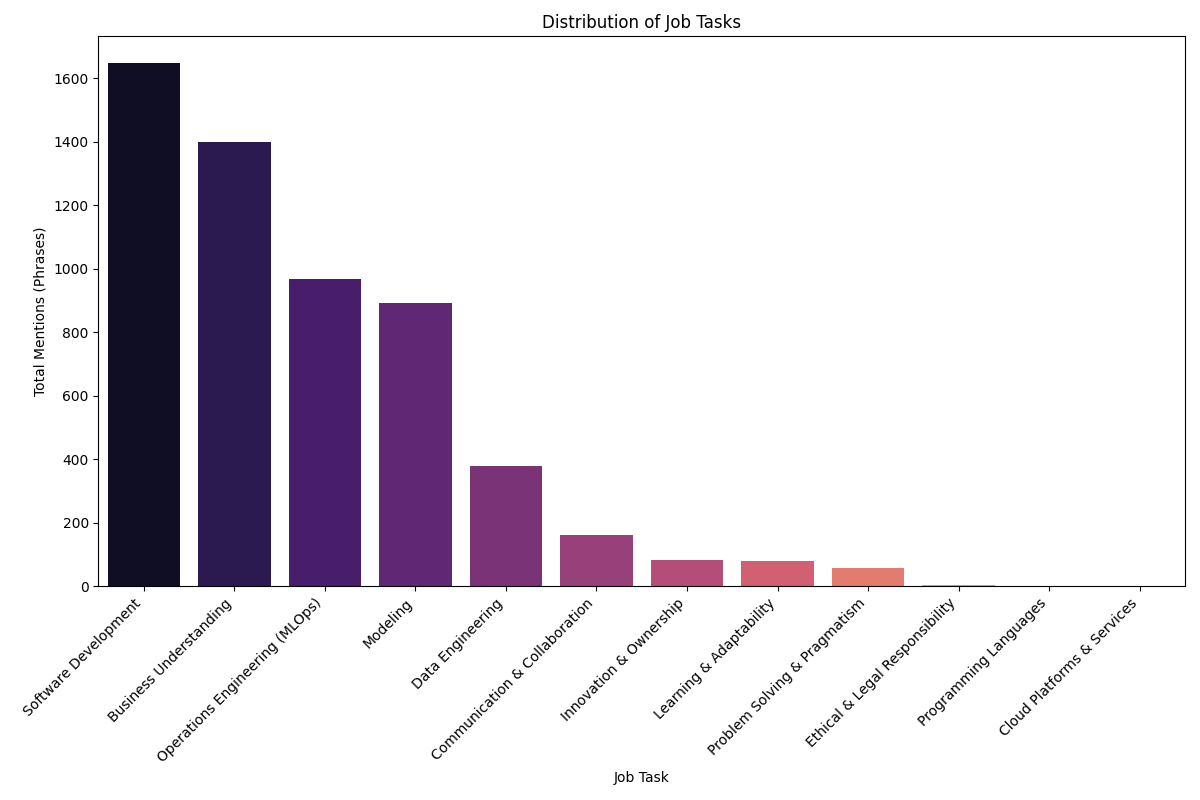 Distribution of Job Tasks
Total Mentions (Phrases)
1600
1400
1200
1000
800
600
400
200
0
Software Development
Business Understanding
Operations Engineering (MLOps)
Modeling
Data Engineering
Communication & Collaboration
Innovation & Ownership
Learning & Adaptability
Problem Solving & Pragmatism
Ethical & Legal Responsibility
Programming Languages
Cloud Platforms & Services
Job Task